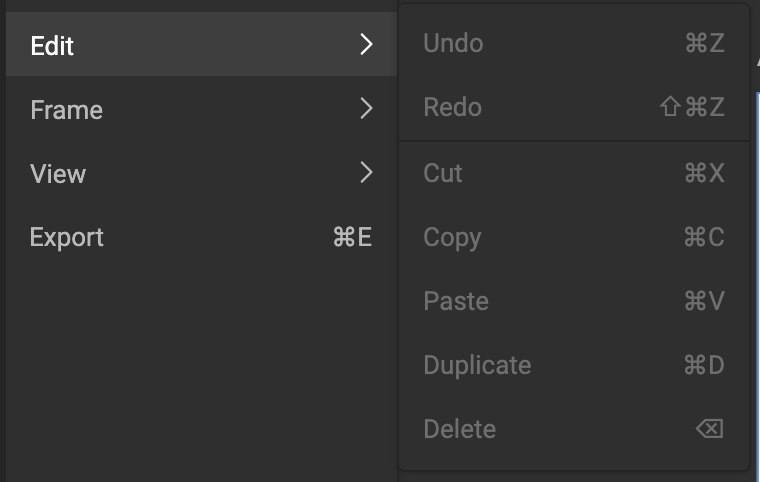 Edit
Frame
View
Export ⌘E
Undo ⌘Z
Redo ⇧⌘Z
Cut ⌘X
Copy ⌘C
Paste ⌘V
Duplicate ⌘D
Delete ⌫